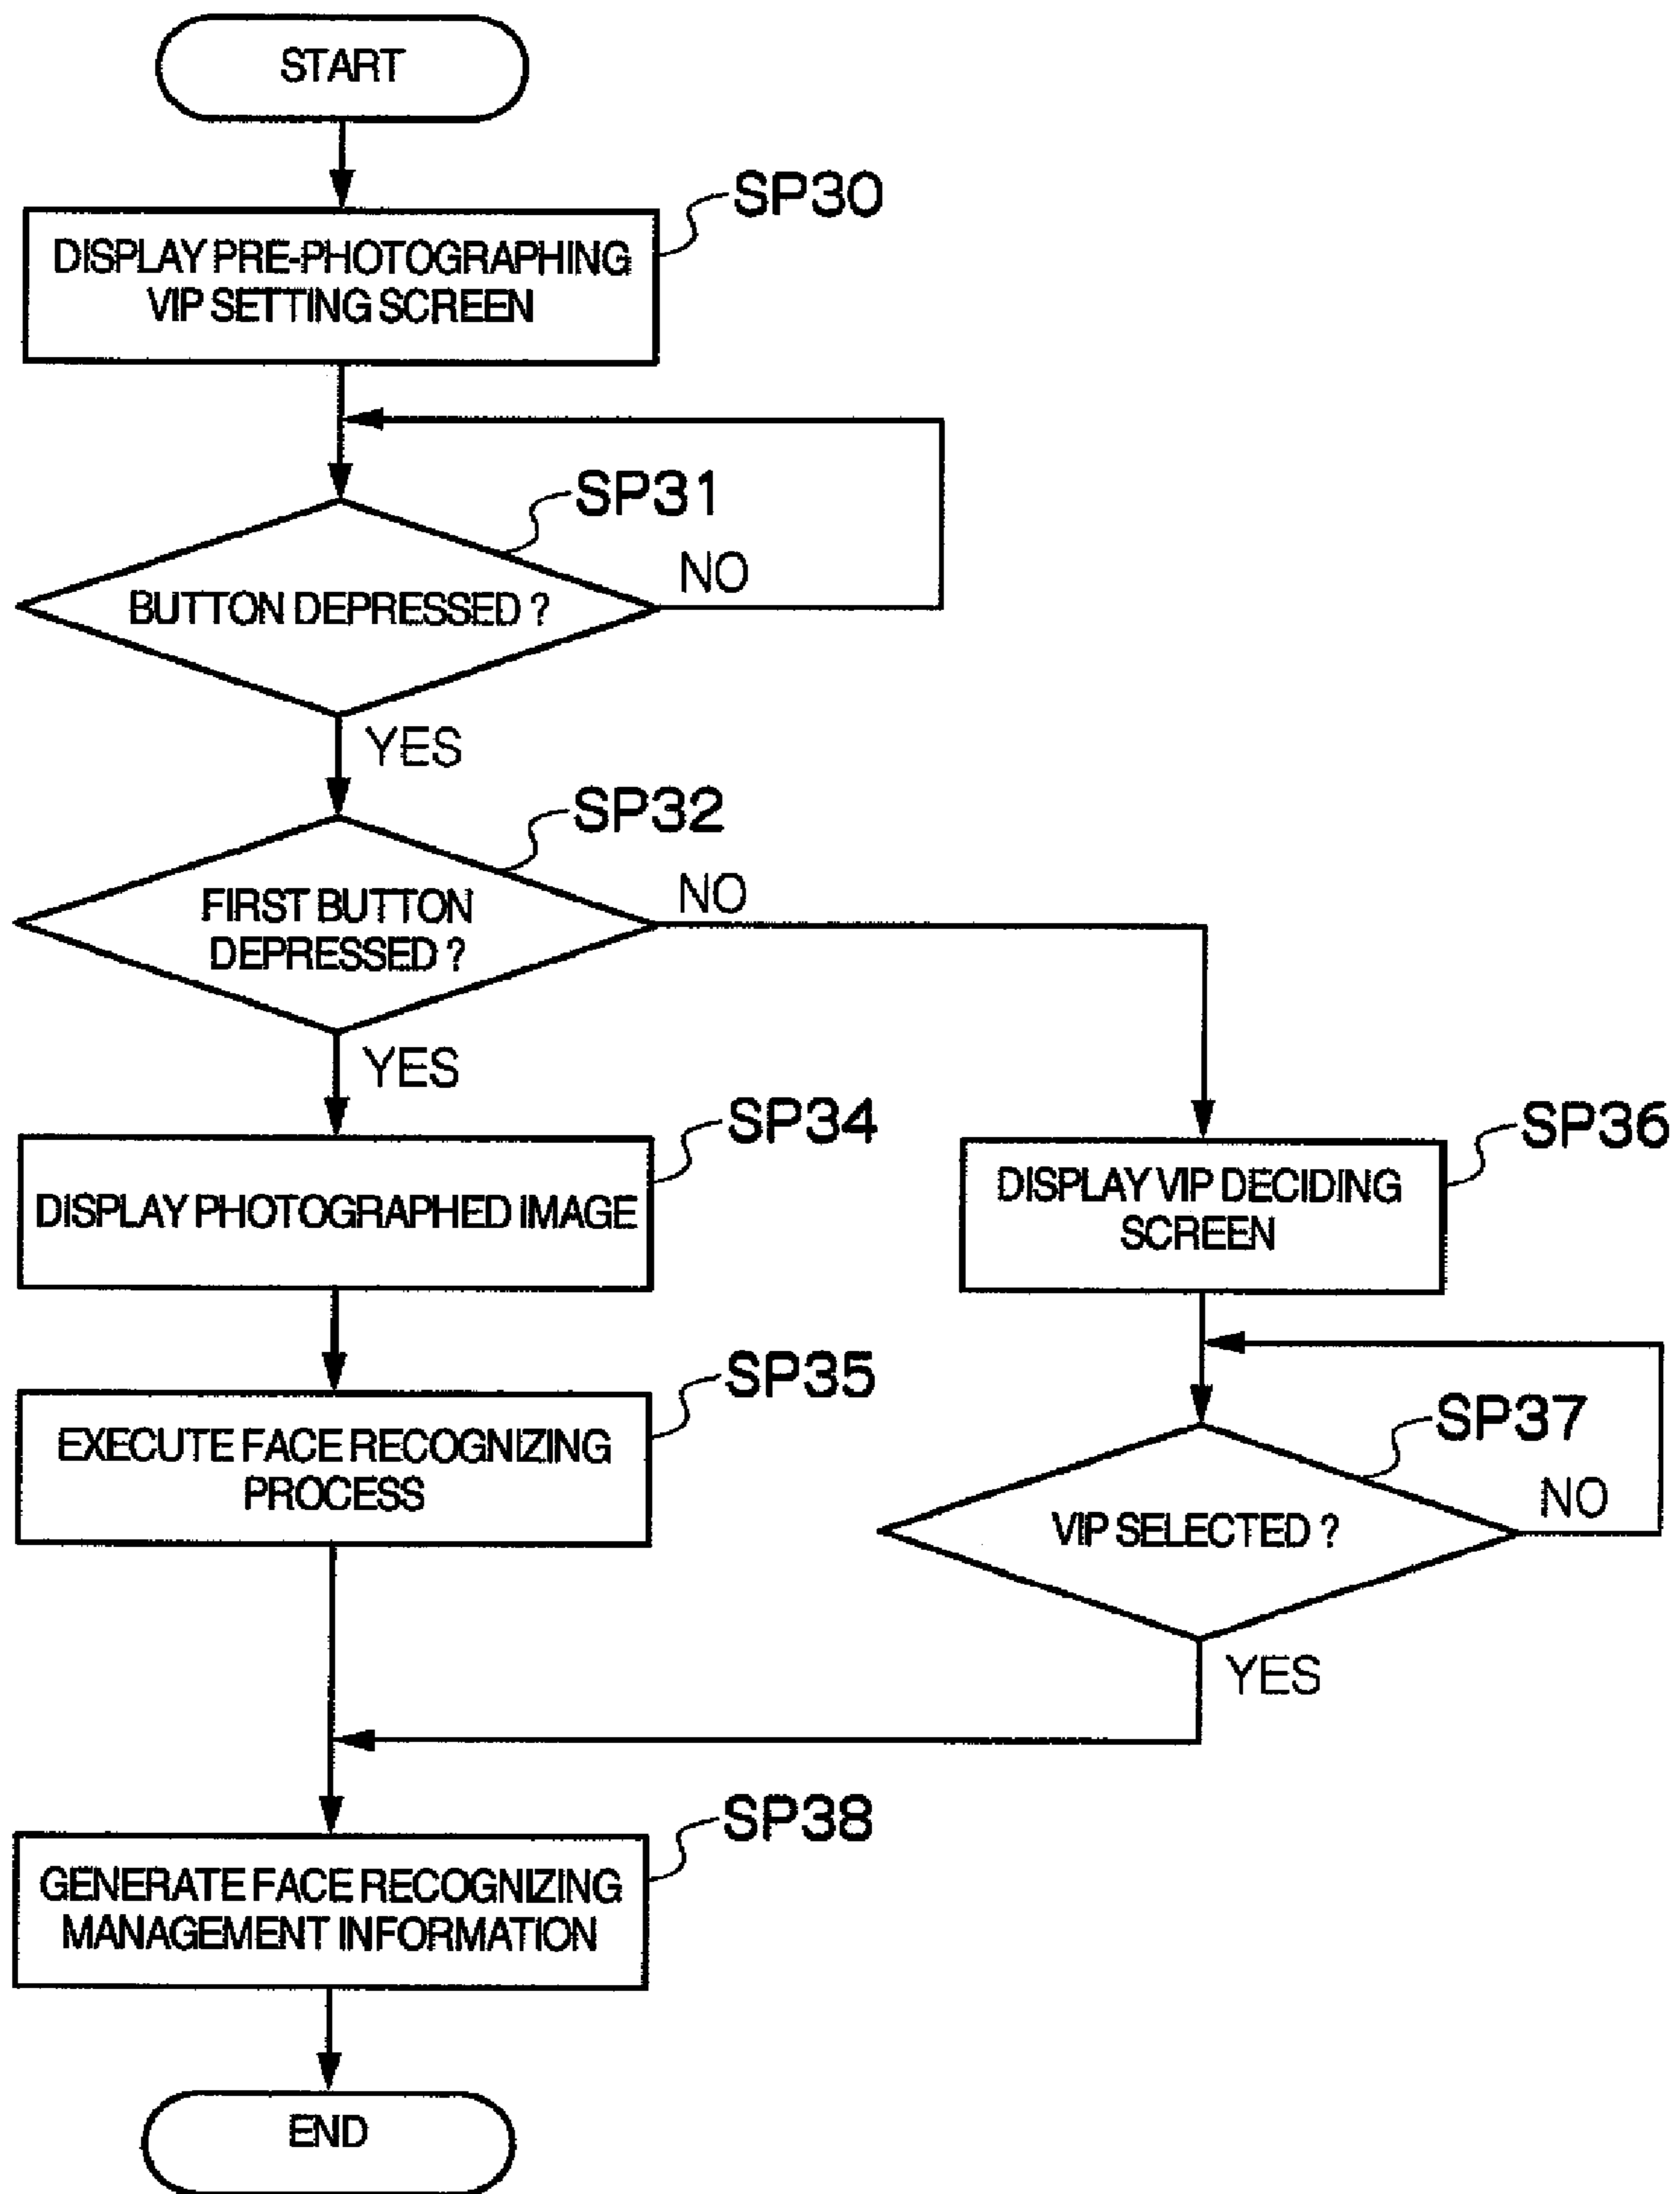 START
SP30
DISPLAY PRE-PHOTOGRAPHING
VIP SETTING SCREEN
SP31
NO
BUTTON DEPRESSED ?
YES
SP32
NO
FIRST BUTTON
DEPRESSED ?
YES
SP34
DISPLAY PHOTOGRAPHED IMAGE
SP36
DISPLAY VIP DECIDING
SCREEN
SP35
EXECUTE FACE RECOGNIZING
PROCESS
SP37
NO
VIP SELECTED ?
YES
SP38
GENERATE FACE RECOGNIZING
MANAGEMENT INFORMATION
END